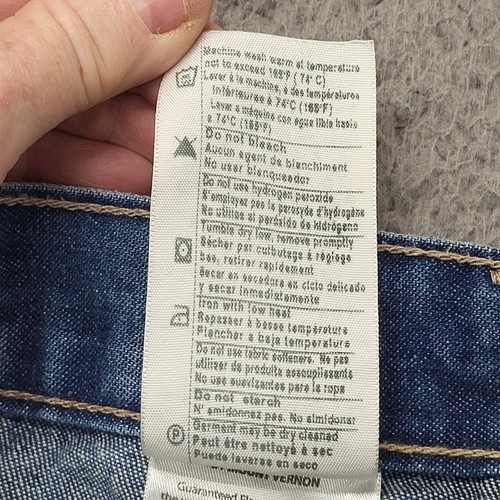 Machine wash warm at temperature
not to exceed 165°F (74°C)
Laver à la machine, à des températures
inférieures à 74°C (165°F)
Lavar a máquina con agua tibia hasta
a 74°C (165°F)
Do not bleach
Aucun agent de blanchiment
No usar blanqueador
Do not use hydrogen peroxide
N'employez pas le peroxyde d'hydrogène
No utilice el peróxido de hidrógeno
Tumble dry low, remove promptly
Sécher par culbutage à réglage
bas, retirer rapidement
Secar en secadora en ciclo delicado
y sacar inmediatamente
Iron with low heat
Repasser à basse température
Planchar a baja temperatura
Do not use fabric softeners. Ne pas
utilizer de produits assouplissants
No use suavizantes para la ropa
Do not starch
N' amidonnez pas. No almidonar
Garment may be dry cleaned
P
Peut être nettoyé à sec
Puede lavarse en seco
MOUNT VERNON
Guaranteed